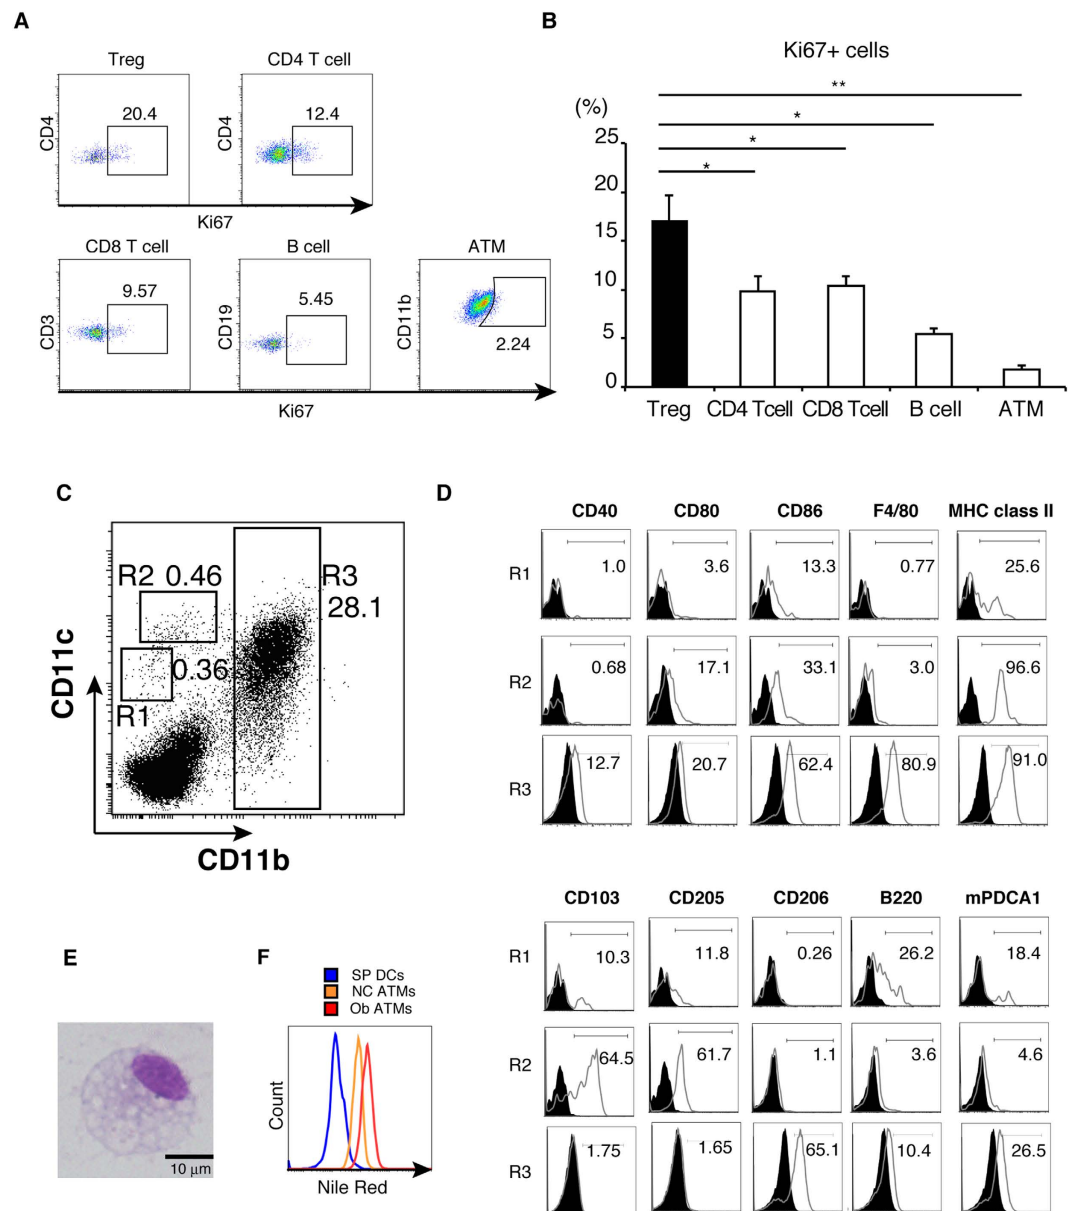 A
Treg
CD4 T cell
CD4
20.4
CD4
12.4
Ki67
CD8 T cell
B cell
ATM
CD3
9.57
CD19
5.45
CD11b
2.24
Ki67
B
Ki67+ cells
(%)
**
*
*
*
25
20
15
10
5
0
Treg
CD4 Tcell
CD8 Tcell
B cell
ATM
C
R2 0.46
R3
28.1
0.36
R1
CD11c
CD11b
D
CD40 CD80 CD86 F4/80 MHC class II
R1 1.0 3.6 13.3 0.77 25.6
R2 0.68 17.1 33.1 3.0 96.6
R3 12.7 20.7 62.4 80.9 91.0
CD103 CD205 CD206 B220 mPDCA1
R1 10.3 11.8 0.26 26.2 18.4
R2 64.5 61.7 1.1 3.6 4.6
R3 1.75 1.65 65.1 10.4 26.5
E
10 μm
F
SP DCs
NC ATMs
Ob ATMs
Count
Nile Red